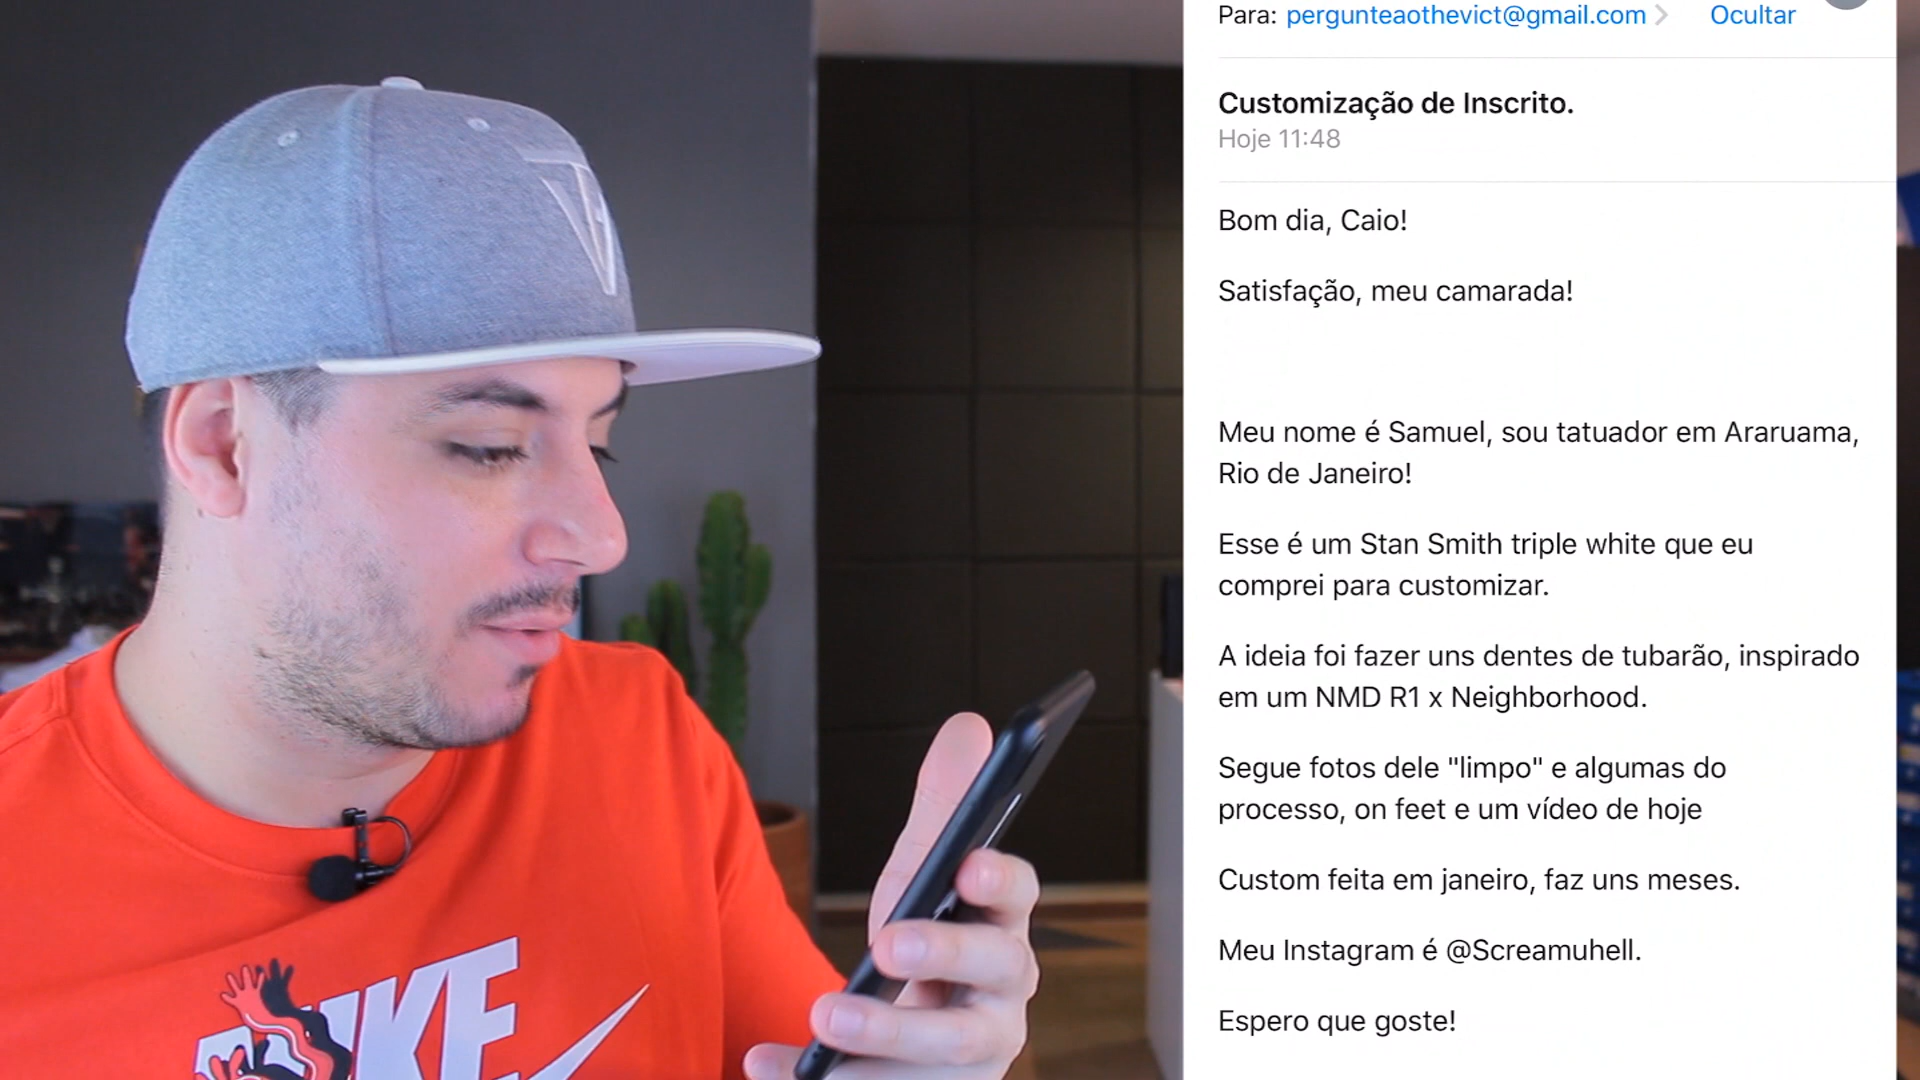 Para: pergunteaothevict@gmail.com Ocultar
Customização de Inscrito.
Hoje 11:48
Bom dia, Caio!
Satisfação, meu camarada!
Meu nome é Samuel, sou tatuador em Araruama,
Rio de Janeiro!
Esse é um Stan Smith triple white que eu
comprei para customizar.
A ideia foi fazer uns dentes de tubarão, inspirado
em um NMD R1 x Neighborhood.
Segue fotos dele "limpo" e algumas do
processo, on feet e um vídeo de hoje
Custom feita em janeiro, faz uns meses.
Meu Instagram é @Screamuhell.
Espero que goste!